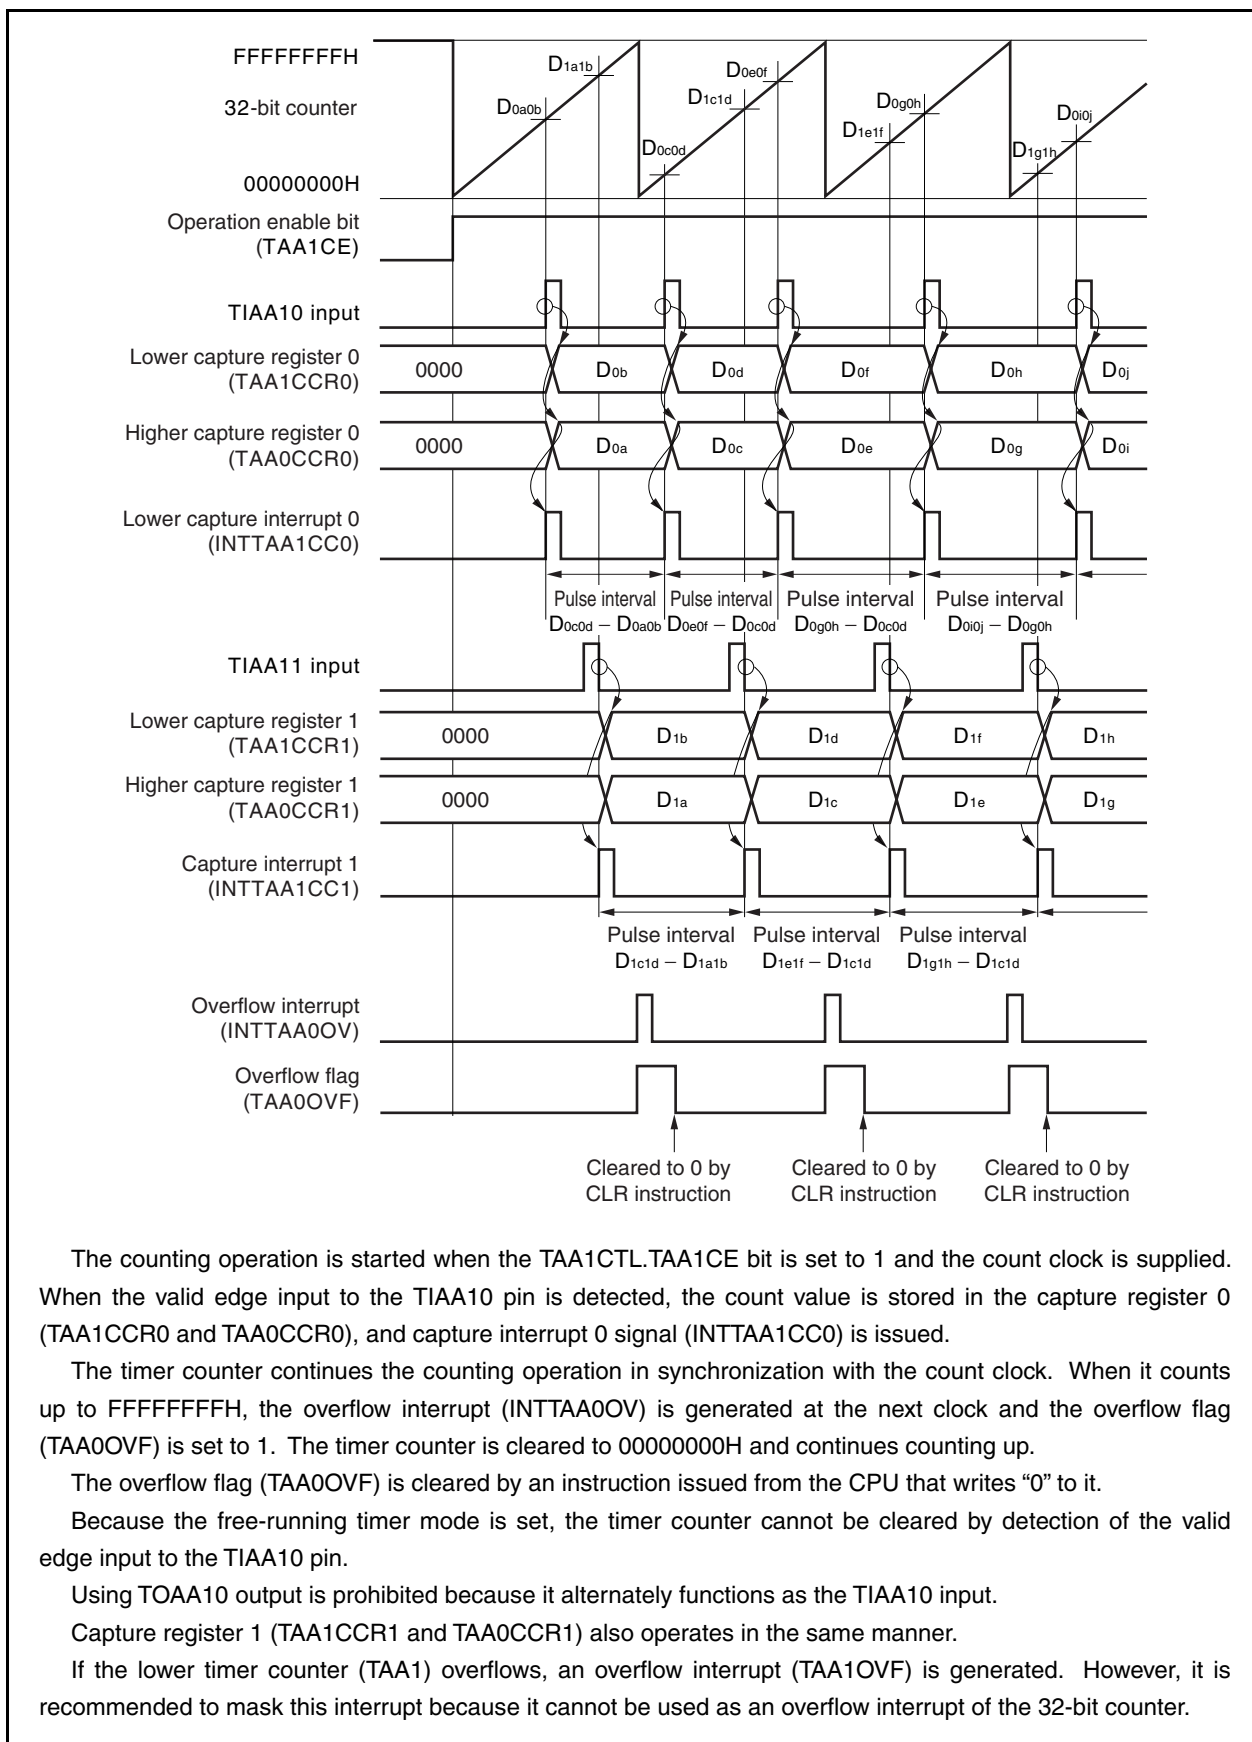 FFFFFFFFH
32-bit counter
00000000H
D0a0b
D1a1b
D0c0d
D1c1d
D0e0f
D1e1f
D0g0h
D1g1h
D0i0j
Operation enable bit
(TAA1CE)
TIAA10 input
Lower capture register 0
(TAA1CCR0)
0000 D0b D0d D0f D0h D0j
Higher capture register 0
(TAA0CCR0)
0000 D0a D0c D0e D0g D0i
Lower capture interrupt 0
(INTTAA1CC0)
Pulse interval Pulse interval Pulse interval Pulse interval
D0c0d – D0a0b D0e0f – D0c0d D0g0h – D0c0d D0i0j – D0g0h
TIAA11 input
Lower capture register 1
(TAA1CCR1)
0000 D1b D1d D1f D1h
Higher capture register 1
(TAA0CCR1)
0000 D1a D1c D1e D1g
Capture interrupt 1
(INTTAA1CC1)
Pulse interval Pulse interval Pulse interval
D1c1d – D1a1b D1e1f – D1c1d D1g1h – D1c1d
Overflow interrupt
(INTTAA0OV)
Overflow flag
(TAA0OVF)
Cleared to 0 by Cleared to 0 by Cleared to 0 by
CLR instruction CLR instruction CLR instruction
The counting operation is started when the TAA1CTL.TAA1CE bit is set to 1 and the count clock is supplied.
When the valid edge input to the TIAA10 pin is detected, the count value is stored in the capture register 0
(TAA1CCR0 and TAA0CCR0), and capture interrupt 0 signal (INTTAA1CC0) is issued.
The timer counter continues the counting operation in synchronization with the count clock. When it counts
up to FFFFFFFFH, the overflow interrupt (INTTAA0OV) is generated at the next clock and the overflow flag
(TAA0OVF) is set to 1. The timer counter is cleared to 00000000H and continues counting up.
The overflow flag (TAA0OVF) is cleared by an instruction issued from the CPU that writes “0” to it.
Because the free-running timer mode is set, the timer counter cannot be cleared by detection of the valid
edge input to the TIAA10 pin.
Using TOAA10 output is prohibited because it alternately functions as the TIAA10 input.
Capture register 1 (TAA1CCR1 and TAA0CCR1) also operates in the same manner.
If the lower timer counter (TAA1) overflows, an overflow interrupt (TAA1OVF) is generated. However, it is
recommended to mask this interrupt because it cannot be used as an overflow interrupt of the 32-bit counter.